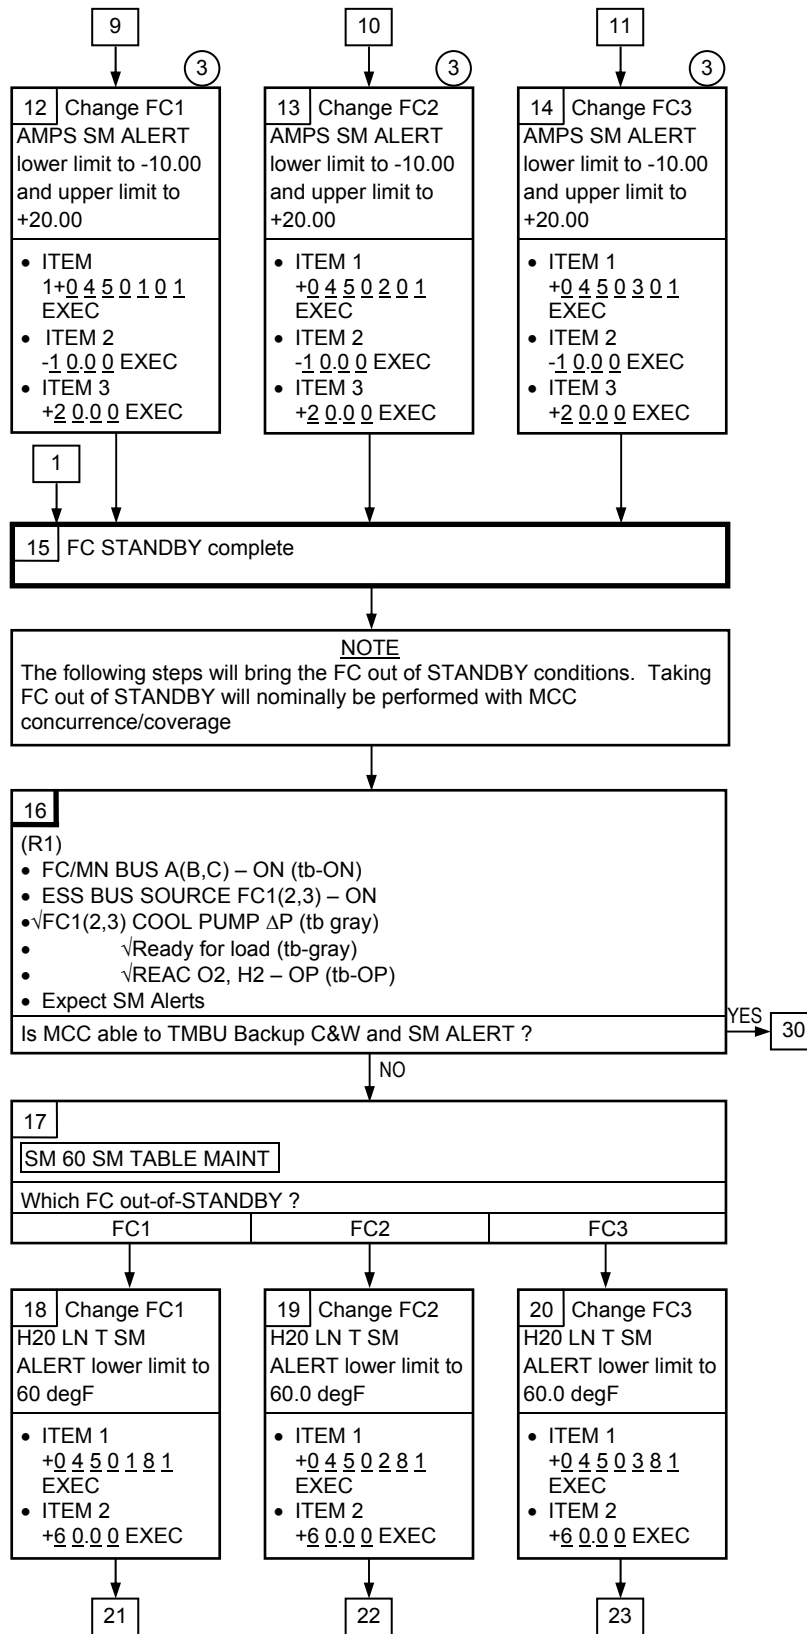 9
10
11
3
3
3
12 Change FC1
AMPS SM ALERT
lower limit to -10.00
and upper limit to
+20.00
• ITEM
1+0 4 5 0 1 0 1
EXEC
• ITEM 2
-1 0.0 0 EXEC
• ITEM 3
+2 0.0 0 EXEC
13 Change FC2
AMPS SM ALERT
lower limit to -10.00
and upper limit to
+20.00
• ITEM 1
+0 4 5 0 2 0 1
EXEC
• ITEM 2
-1 0.0 0 EXEC
• ITEM 3
+2 0.0 0 EXEC
14 Change FC3
AMPS SM ALERT
lower limit to -10.00
and upper limit to
+20.00
• ITEM 1
+0 4 5 0 3 0 1
EXEC
• ITEM 2
-1 0.0 0 EXEC
• ITEM 3
+2 0.0 0 EXEC
1
15 FC STANDBY complete
NOTE
The following steps will bring the FC out of STANDBY conditions. Taking
FC out of STANDBY will nominally be performed with MCC
concurrence/coverage
16
(R1)
• FC/MN BUS A(B,C) – ON (tb-ON)
• ESS BUS SOURCE FC1(2,3) – ON
•√FC1(2,3) COOL PUMP ΔP (tb gray)
• √Ready for load (tb-gray)
• √REAC O2, H2 – OP (tb-OP)
• Expect SM Alerts
Is MCC able to TMBU Backup C&W and SM ALERT ?
YES
30
NO
17
SM 60 SM TABLE MAINT
Which FC out-of-STANDBY ?
FC1 FC2 FC3
18 Change FC1
H20 LN T SM
ALERT lower limit to
60 degF
• ITEM 1
+0 4 5 0 1 8 1
EXEC
• ITEM 2
+6 0.0 0 EXEC
19 Change FC2
H20 LN T SM
ALERT lower limit to
60.0 degF
• ITEM 1
+0 4 5 0 2 8 1
EXEC
• ITEM 2
+6 0.0 0 EXEC
20 Change FC3
H20 LN T SM
ALERT lower limit to
60.0 degF
• ITEM 1
+0 4 5 0 3 8 1
EXEC
• ITEM 2
+6 0.0 0 EXEC
21
22
23